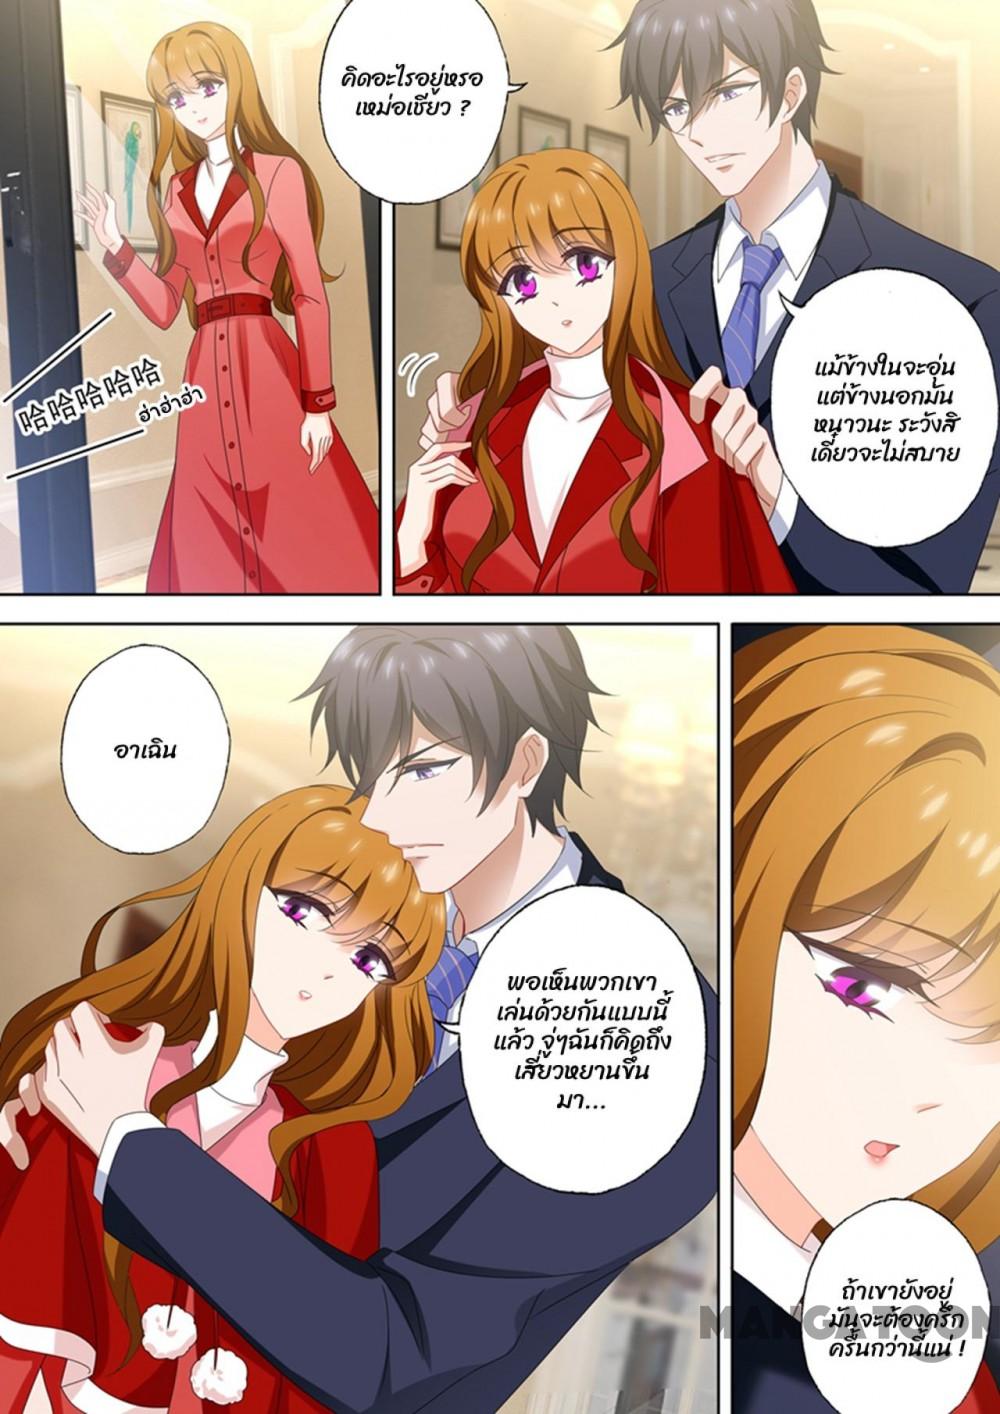 คิดอะไรอยู่หรอ
เหม่อเชียว ?
哈哈哈哈哈
ฮ่าฮ่าฮ่า
แม้ข้างในจะอุ่น
แต่ข้างนอกมัน
หนาวนะ ระวังสิ
เดี๋ยวจะไม่สบาย
อาเฉิน
พอเห็นพวกเขา
เล่นด้วยกันแบบนี้
แล้ว จู่ๆฉันก็คิดถึง
เสี่ยวหยานขึ้น
มา...
ถ้าเขายังอยู่
มันจะต้องครึก
ครื้นกว่านี้แน่ !
MANGATOON